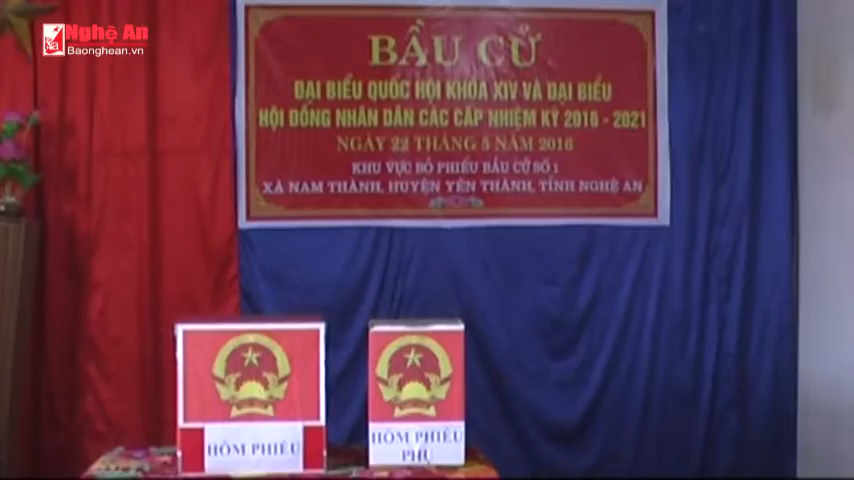 Nghệ An
Baonghean.vn
BẦU CỬ
ĐẠI BIỂU QUỐC HỘI KHÓA XIV VÀ ĐẠI BIỂU
HỘI ĐỒNG NHÂN DÂN CÁC CẤP NHIỆM KỲ 2016 - 2021
NGÀY 22 THÁNG 5 NĂM 2016
KHU VỰC BỎ PHIẾU BẦU CỬ SỐ 1
XÃ NAM THÀNH, HUYỆN YÊN THÀNH, TỈNH NGHỆ AN
HÒM PHIẾU
HÒM PHIẾU
PHỤ